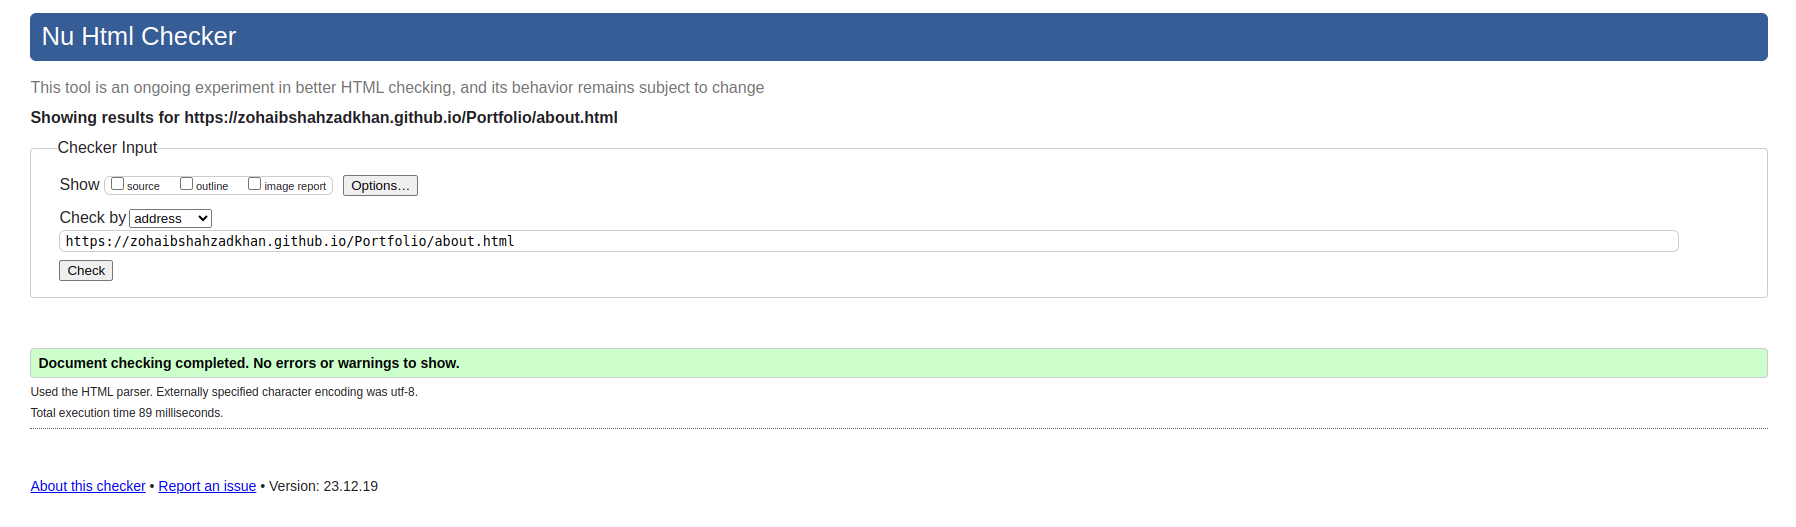 Nu Html Checker
This tool is an ongoing experiment in better HTML checking, and its behavior remains subject to change
Showing results for https://zohaibshahzadkhan.github.io/Portfolio/about.html
Checker Input
Show source outline image report Options...
Check by address
https://zohaibshahzadkhan.github.io/Portfolio/about.html
Check
Document checking completed. No errors or warnings to show.
Used the HTML parser. Externally specified character encoding was utf-8.
Total execution time 89 milliseconds.
About this checker • Report an issue • Version: 23.12.19